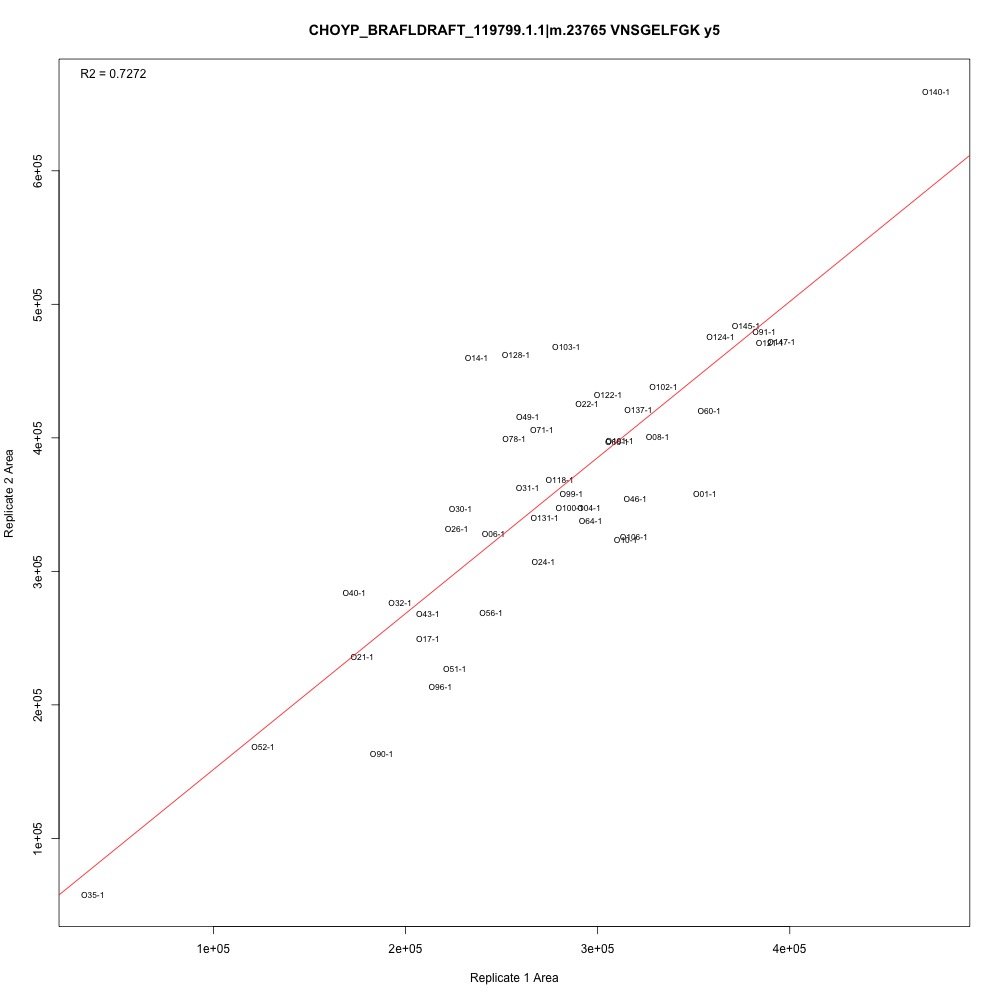 CHOYP_BRAFLDRAFT_119799.1.1|m.23765 VNSGELFGK y5
R2 = 0.7272
O140-1
6e+05
5e+05
O145-1
O91-1
O124-1
O147-1
O103-1
O128-1
O14-1
O102-1
O122-1
O22-1
O137-1
O60-1
O49-1
O71-1
4e+05
O78-1
O08-1
O118-1
O31-1
O99-1
O01-1
O46-1
O30-1
O100-1
O04-1
O131-1
O64-1
O26-1
O06-1
O106-1
O10-1
O24-1
3e+05
O40-1
O32-1
O43-1
O56-1
O17-1
O21-1
O51-1
O96-1
2e+05
O52-1
O90-1
1e+05
O35-1
1e+05 2e+05 3e+05 4e+05
Replicate 1 Area
Replicate 2 Area